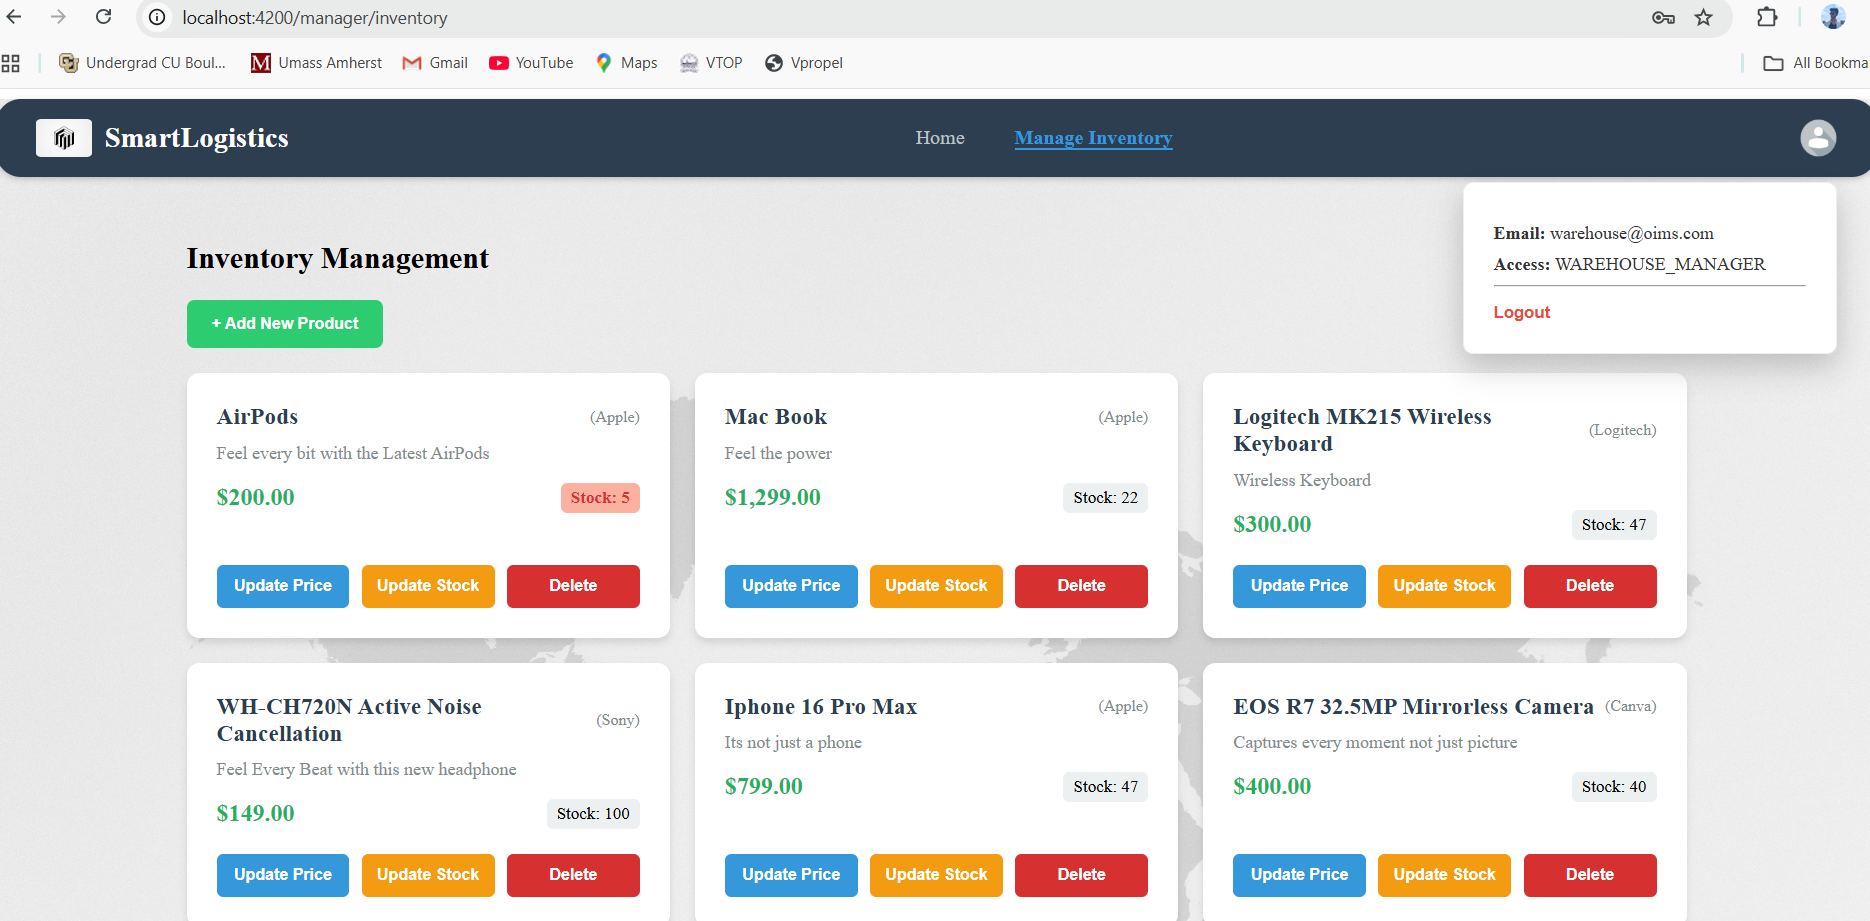 localhost:4200/manager/inventory
Undergrad CU Boul...
Umass Amherst
Gmail
YouTube
Maps
VTOP
Vpropel
All Bookma
SmartLogistics
Home
Manage Inventory
Email: warehouse@oims.com
Access: WAREHOUSE_MANAGER
Logout
Inventory Management
+ Add New Product
AirPods
(Apple)
Feel every bit with the Latest AirPods
$200.00
Stock: 5
Update Price
Update Stock
Delete
Mac Book
(Apple)
Feel the power
$1,299.00
Stock: 22
Update Price
Update Stock
Delete
Logitech MK215 Wireless
Keyboard
(Logitech)
Wireless Keyboard
$300.00
Stock: 47
Update Price
Update Stock
Delete
WH-CH720N Active Noise
Cancellation
(Sony)
Feel Every Beat with this new headphone
$149.00
Stock: 100
Update Price
Update Stock
Delete
Iphone 16 Pro Max
(Apple)
Its not just a phone
$799.00
Stock: 47
Update Price
Update Stock
Delete
EOS R7 32.5MP Mirrorless Camera
(Canva)
Captures every moment not just picture
$400.00
Stock: 40
Update Price
Update Stock
Delete